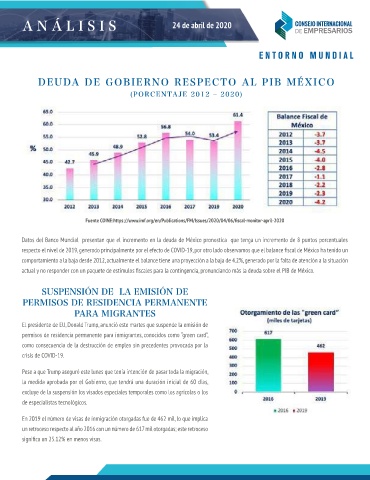 ANÁLISIS
24 de abril de 2020
CONSEJO INTERNACIONAL
DE EMPRESARIOS
ENTORNO MUNDIAL
DEUDA DE GOBIERNO RESPECTO AL PIB MÉXICO
(PORCENTAJE 2012 – 2020)
65.0
60.0
55.0
50.0
45.0
40.0
35.0
30.0
%
42.7
45.9
48.9
52.8
56.8
54.0
53.6
53.4
61.4
2012 2013 2014 2015 2016 2017 2018 2019 2020
Balance Fiscal de
México
2012 -3.7
2013 -3.7
2014 -4.5
2015 -4.0
2016 -2.8
2017 -1.1
2018 -2.2
2019 -2.3
2020 -4.2
Fuente COINE https://www.imf.org/en/Publications/FM/Issues/2020/04/06/fiscal-monitor-april-2020
Datos del Banco Mundial presentan que el incremento en la deuda de México pronostica que tenga un incremento de 8 puntos porcentuales
respecto el nivel de 2019, generando principalmente por el efecto de COVID-19, por otro lado observamos que el balance fiscal de México ha tenido un
comportamiento a la baja desde 2012, actualmente el balance tiene una proyección a la baja de 4.2%, generado por la falta de atención a la situación
actual y no responder con un paquete de estímulos fiscales para la contingencia, pronunciando más la deuda sobre el PIB de México.
SUSPENSIÓN DE LA EMISIÓN DE
PERMISOS DE RESIDENCIA PERMANENTE
PARA MIGRANTES
El presidente de EU, Donald Trump, anunció este martes que suspende la emisión de
permisos de residencia permanente para inmigrantes, conocidos como "green card",
como consecuencia de la destrucción de empleo sin precedentes provocada por la
crisis de COVID-19.
Pese a que Trump aseguró este lunes que tenía intención de pasar toda la migración,
la medida aprobada por el Gobierno, que tendrá una duración inicial de 60 días,
excluye de la suspensión los visados especiales temporales como los agrícolas o los
de especialistas tecnológicos.
En 2019 el número de visas de inmigración otorgadas fue de 462 mil, lo que implica
un retroceso respecto al año 2016 con un número de 617 mil otorgadas; este retroceso
significó un 25.12% en menos visas.
Otorgamiento de las "green card"
(miles de tarjetas)
700
600
500
400
300
200
100
0
617
462
2016 2019
2016 2019